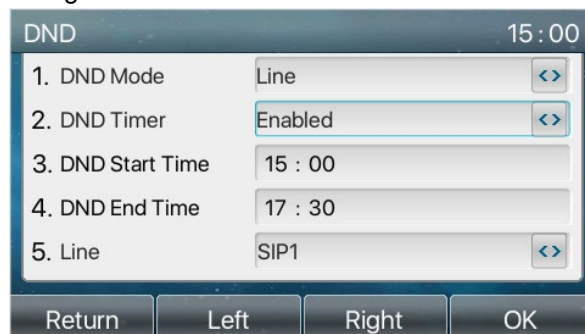 DND 15:00
1. DND Mode Line
2. DND Timer Enabled
3. DND Start Time 15 : 00
4. DND End Time 17 : 30
5. Line SIP1
Return Left Right OK